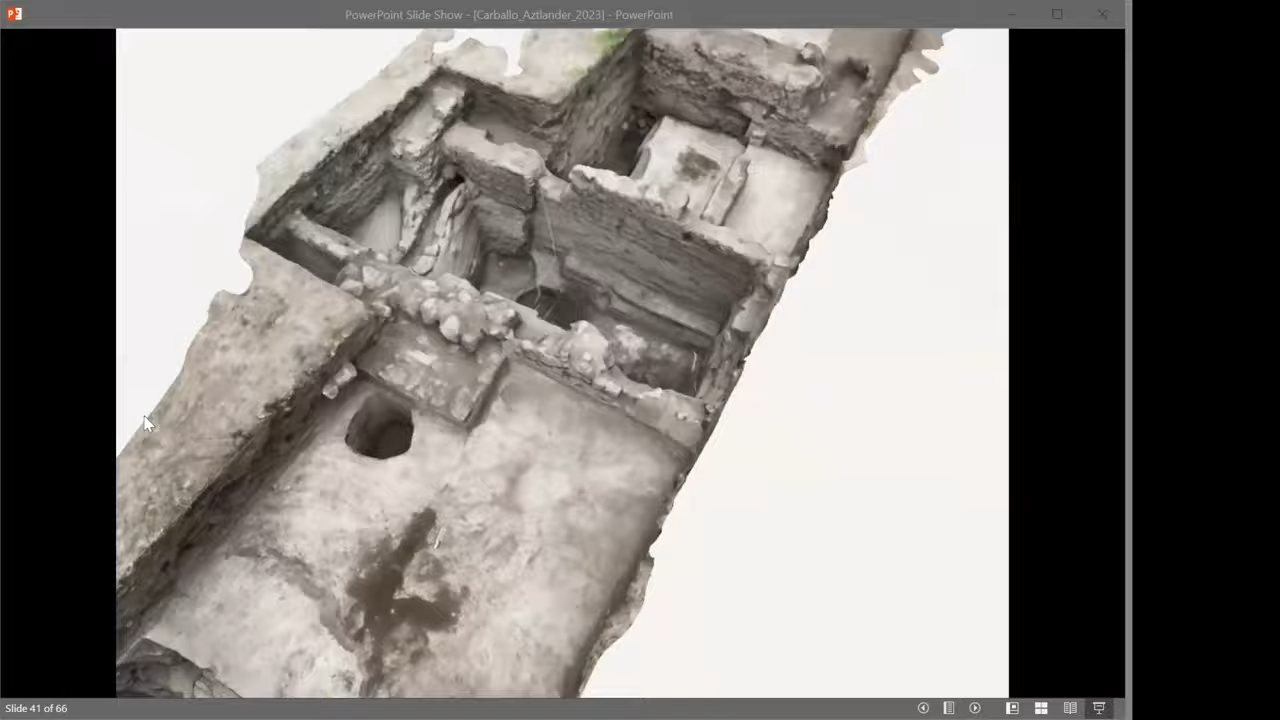 PowerPoint Slide Show - [Carballo_Aztlander_2023] - PowerPoint
Slide 41 of 66